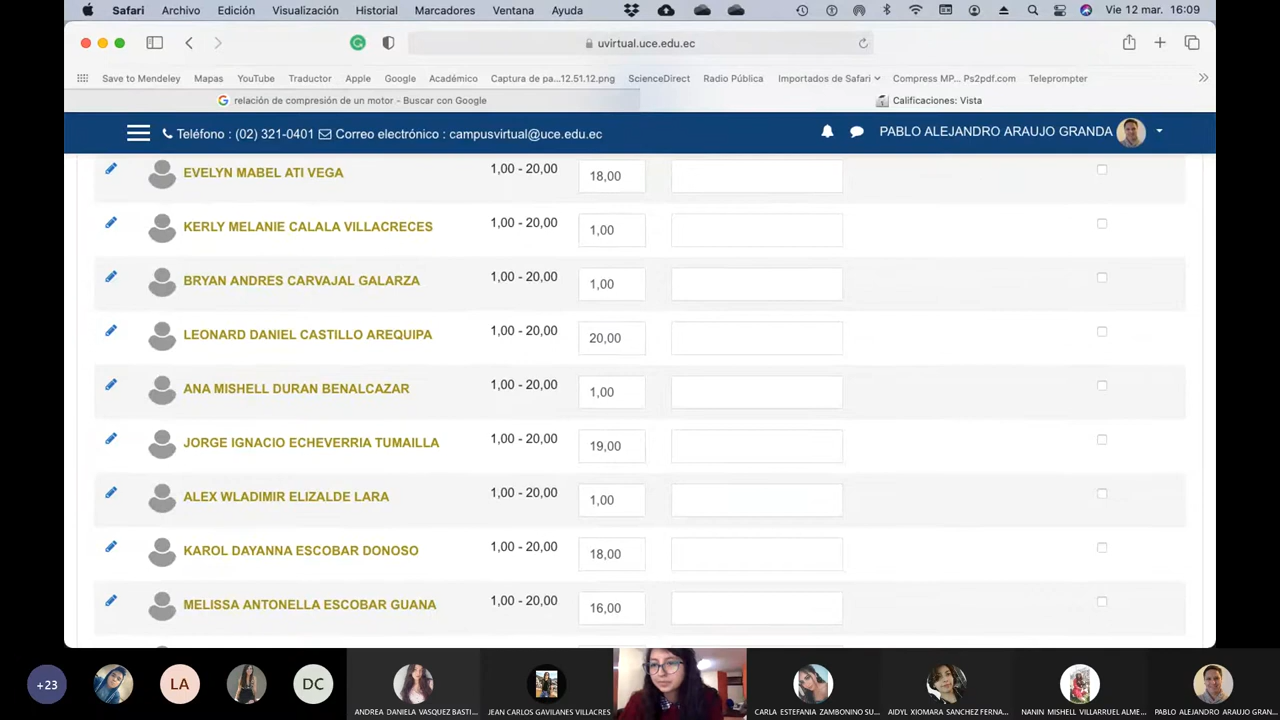 Safari Archivo Edición Visualización Historial Marcadores Ventana Ayuda Vie 12 mar. 16:09
uvirtual.uce.edu.ec
Save to Mendeley Mapas YouTube Traductor Apple Google Académico Captura de pa...12.51.12.png ScienceDirect Radio Pública Importados de Safari Compress MP... Ps2pdf.com Teleprompter
relación de compresión de un motor - Buscar con Google Calificaciones: Vista
Teléfono : (02) 321-0401 Correo electrónico : campusvirtual@uce.edu.ec PABLO ALEJANDRO ARAUJO GRANDA
EVELYN MABEL ATI VEGA 1,00 - 20,00 18,00
KERLY MELANIE CALALA VILLACRECES 1,00 - 20,00 1,00
BRYAN ANDRES CARVAJAL GALARZA 1,00 - 20,00 1,00
LEONARD DANIEL CASTILLO AREQUIPA 1,00 - 20,00 20,00
ANA MISHELL DURAN BENALCAZAR 1,00 - 20,00 1,00
JORGE IGNACIO ECHEVERRIA TUMAILLA 1,00 - 20,00 19,00
ALEX WLADIMIR ELIZALDE LARA 1,00 - 20,00 1,00
KAROL DAYANNA ESCOBAR DONOSO 1,00 - 20,00 18,00
MELISSA ANTONELLA ESCOBAR GUANA 1,00 - 20,00 16,00
+23 LA DC
ANDREA DANIELA VASQUEZ BASTI... JEAN CARLOS GAVILANES VILLACRES CARLA ESTEFANIA ZAMBONINO SU... AIDYL XIOMARA SANCHEZ FERNA... NANIN MISHELL VILLARRUEL ALME... PABLO ALEJANDRO ARAUJO GRAN...